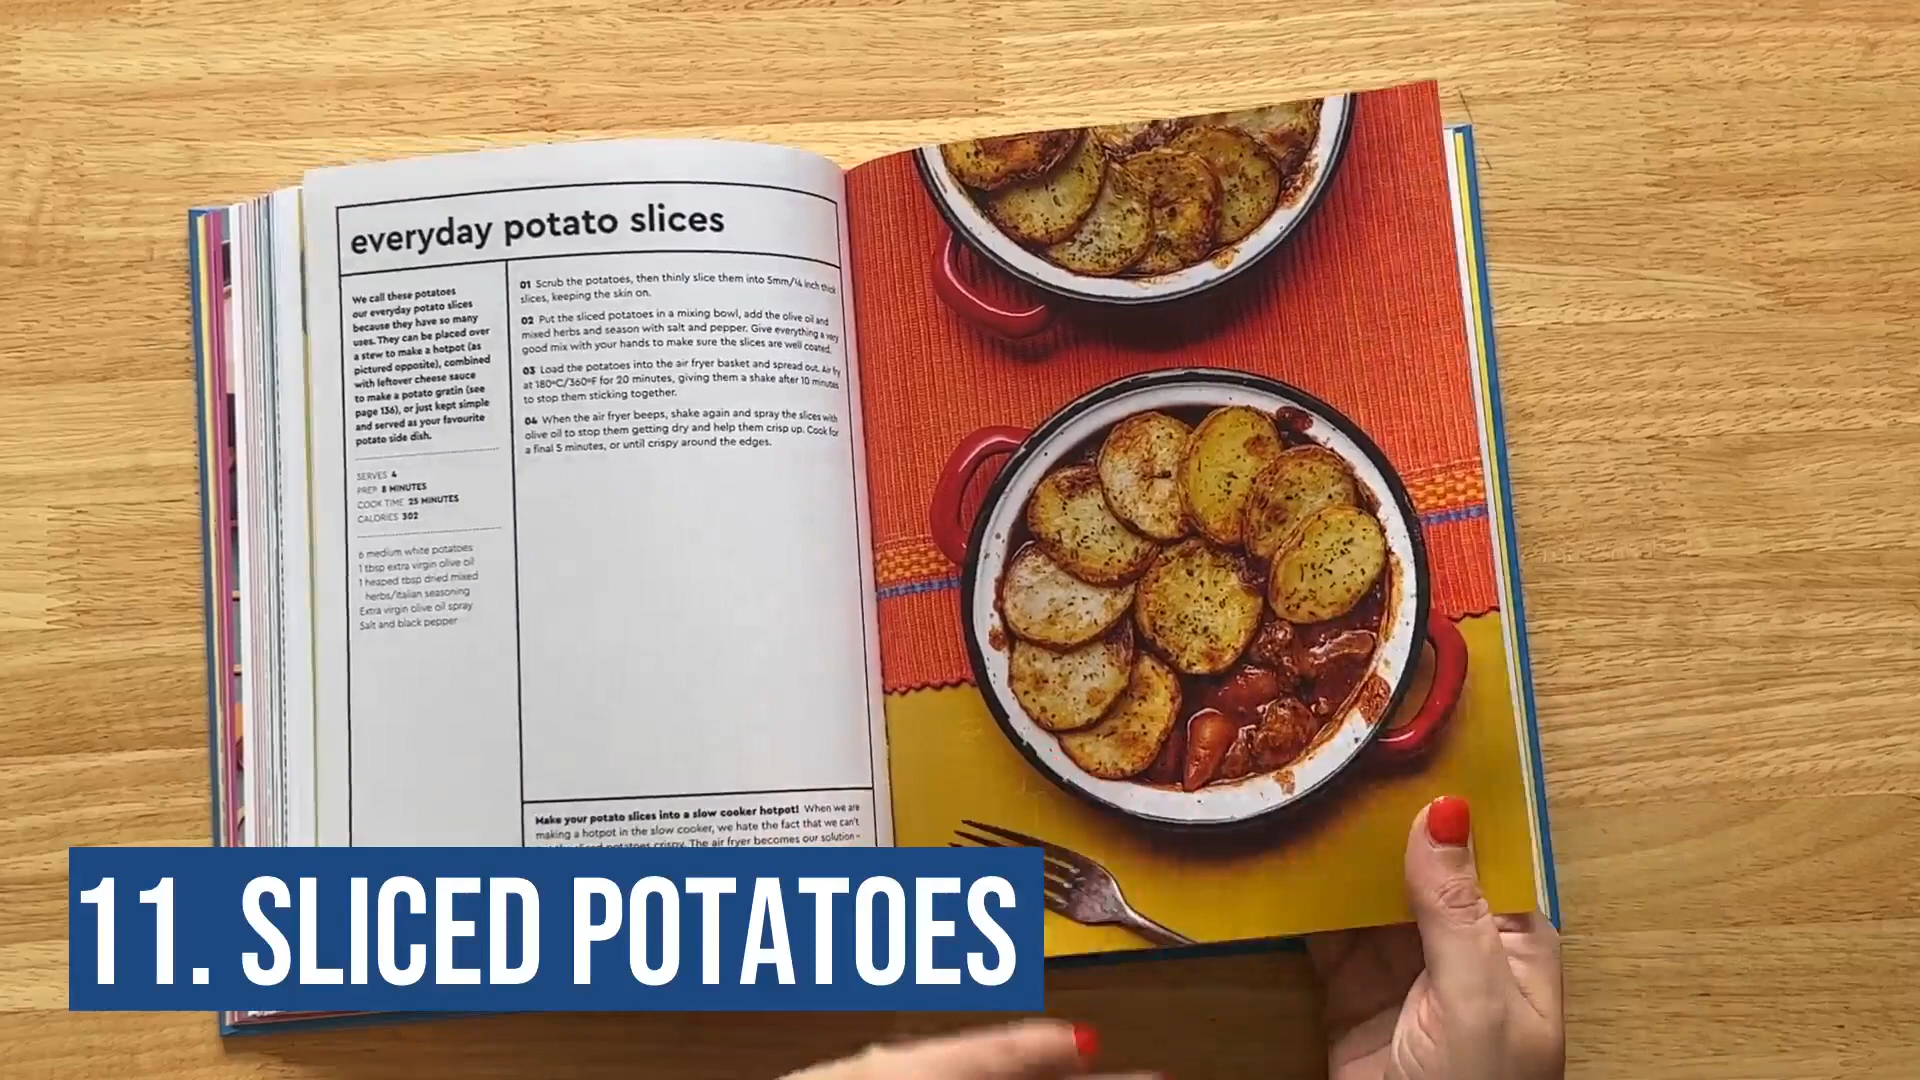 everyday potato slices
We call these potatoes
our everyday potato slices
because they have so many
uses. They can be placed over
a stew to make a hotpot (as
pictured opposite), combined
with leftover cheese sauce
to make a potato gratin (see
page 136), or just kept simple
and served as your favourite
potato side dish.
SERVES 4
PREP 8 MINUTES
COOK TIME 25 MINUTES
CALORIES 302
6 medium white potatoes
1 tbsp extra virgin olive oil
1 heaped tbsp dried mixed
herbs/Italian seasoning
Extra virgin olive oil spray
Salt and black pepper
01 Scrub the potatoes, then thinly slice them into 5mm/¼ inch thick
slices, keeping the skin on.
02 Put the sliced potatoes in a mixing bowl, add the olive oil and
mixed herbs and season with salt and pepper. Give everything a very
good mix with your hands to make sure the slices are well coated.
03 Load the potatoes into the air fryer basket and spread out. Air fry
at 180ºC/360ºF for 20 minutes, giving them a shake after 10 minutes
to stop them sticking together.
04 When the air fryer beeps, shake again and spray the slices with
olive oil to stop them getting dry and help them crisp up. Cook for
a final 5 minutes, or until crispy around the edges.
Make your potato slices into a slow cooker hotpot! When we are
making a hotpot in the slow cooker, we hate the fact that we can't
the sliced potatoes crispy. The air fryer becomes our solution –
11. SLICED POTATOES